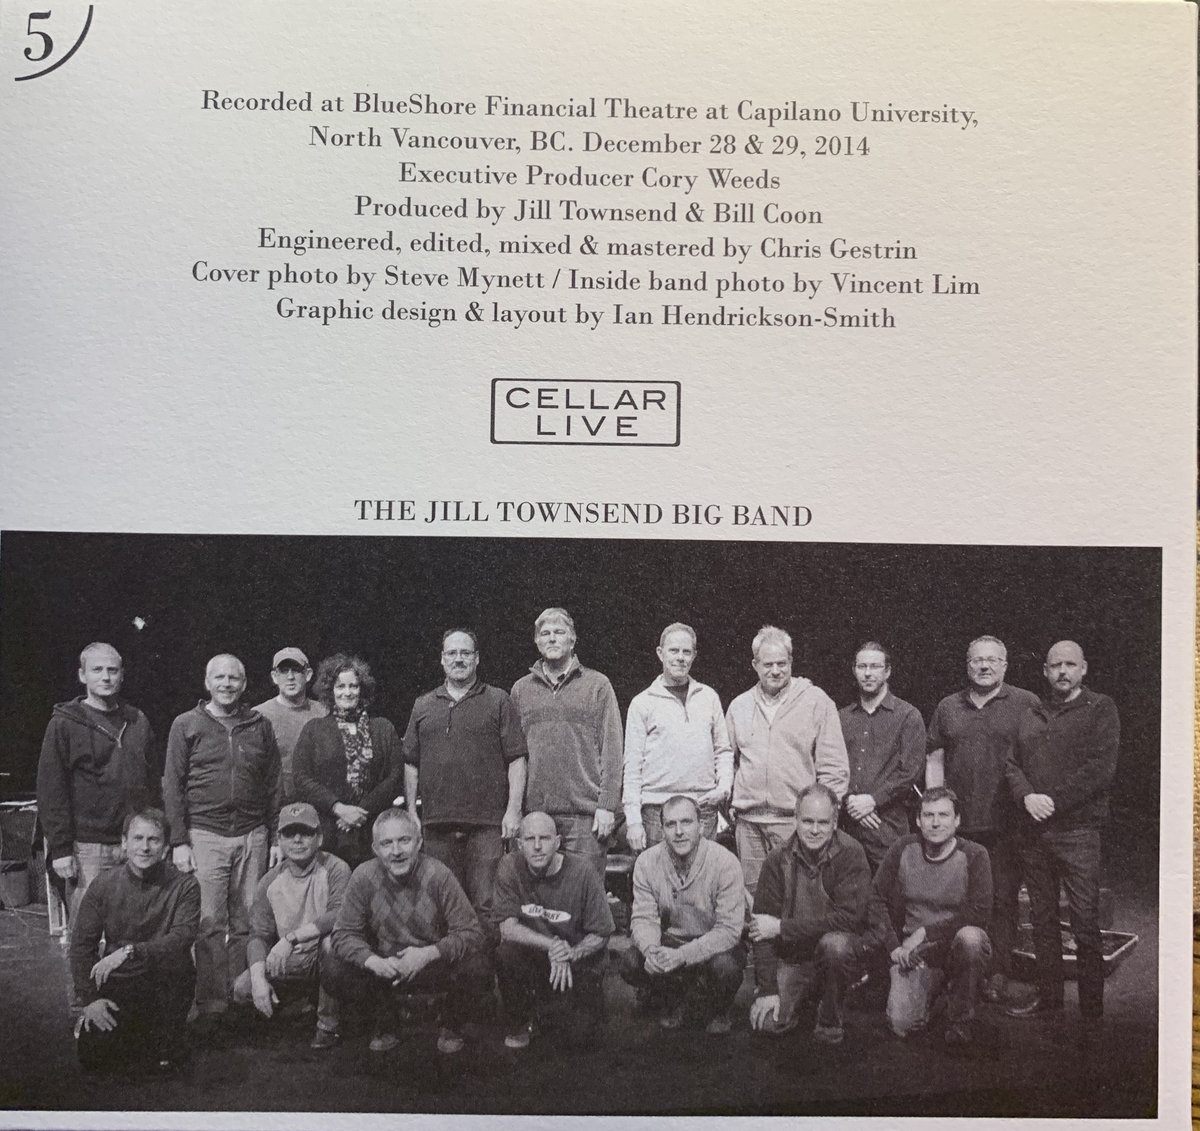 5
Recorded at BlueShore Financial Theatre at Capilano University,
North Vancouver, BC. December 28 & 29, 2014
Executive Producer Cory Weeds
Produced by Jill Townsend & Bill Coon
Engineered, edited, mixed & mastered by Chris Gestrin
Cover photo by Steve Mynett / Inside band photo by Vincent Lim
Graphic design & layout by Ian Hendrickson-Smith
CELLAR
LIVE
THE JILL TOWNSEND BIG BAND